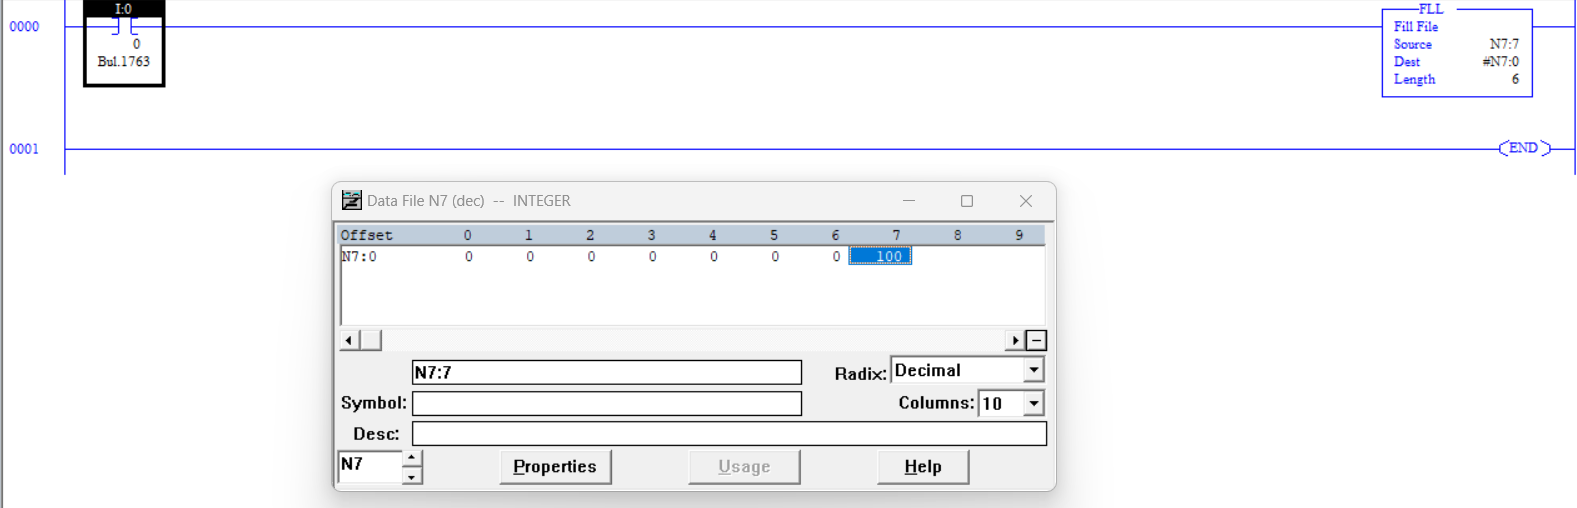 I:0
0000
0
Bul.1763
FLL
Fill File
Source N7:7
Dest #N7:0
Length 6
0001
END
Data File N7 (dec) -- INTEGER
Offset 0 1 2 3 4 5 6 7 8 9
N7:0 0 0 0 0 0 0 0 100
N7:7
Radix: Decimal
Symbol:
Columns: 10
Desc:
N7
Properties
Usage
Help